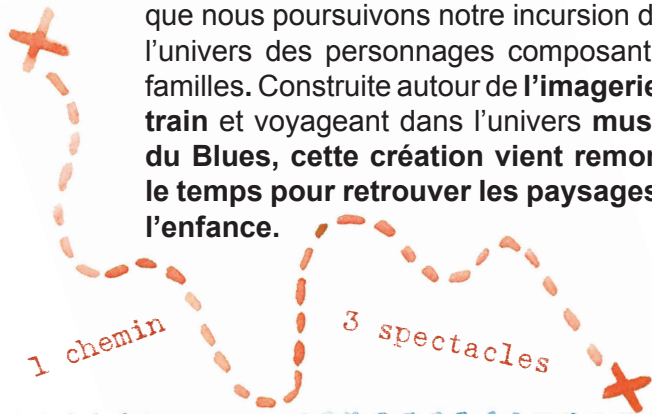 que nous poursuivons notre incursion d
l’univers des personnages composant
familles. Construite autour de l’imagerie
train et voyageant dans l’univers mus
du Blues, cette création vient remon
le temps pour retrouver les paysages
l’enfance.
1 chemin
3 spectacles